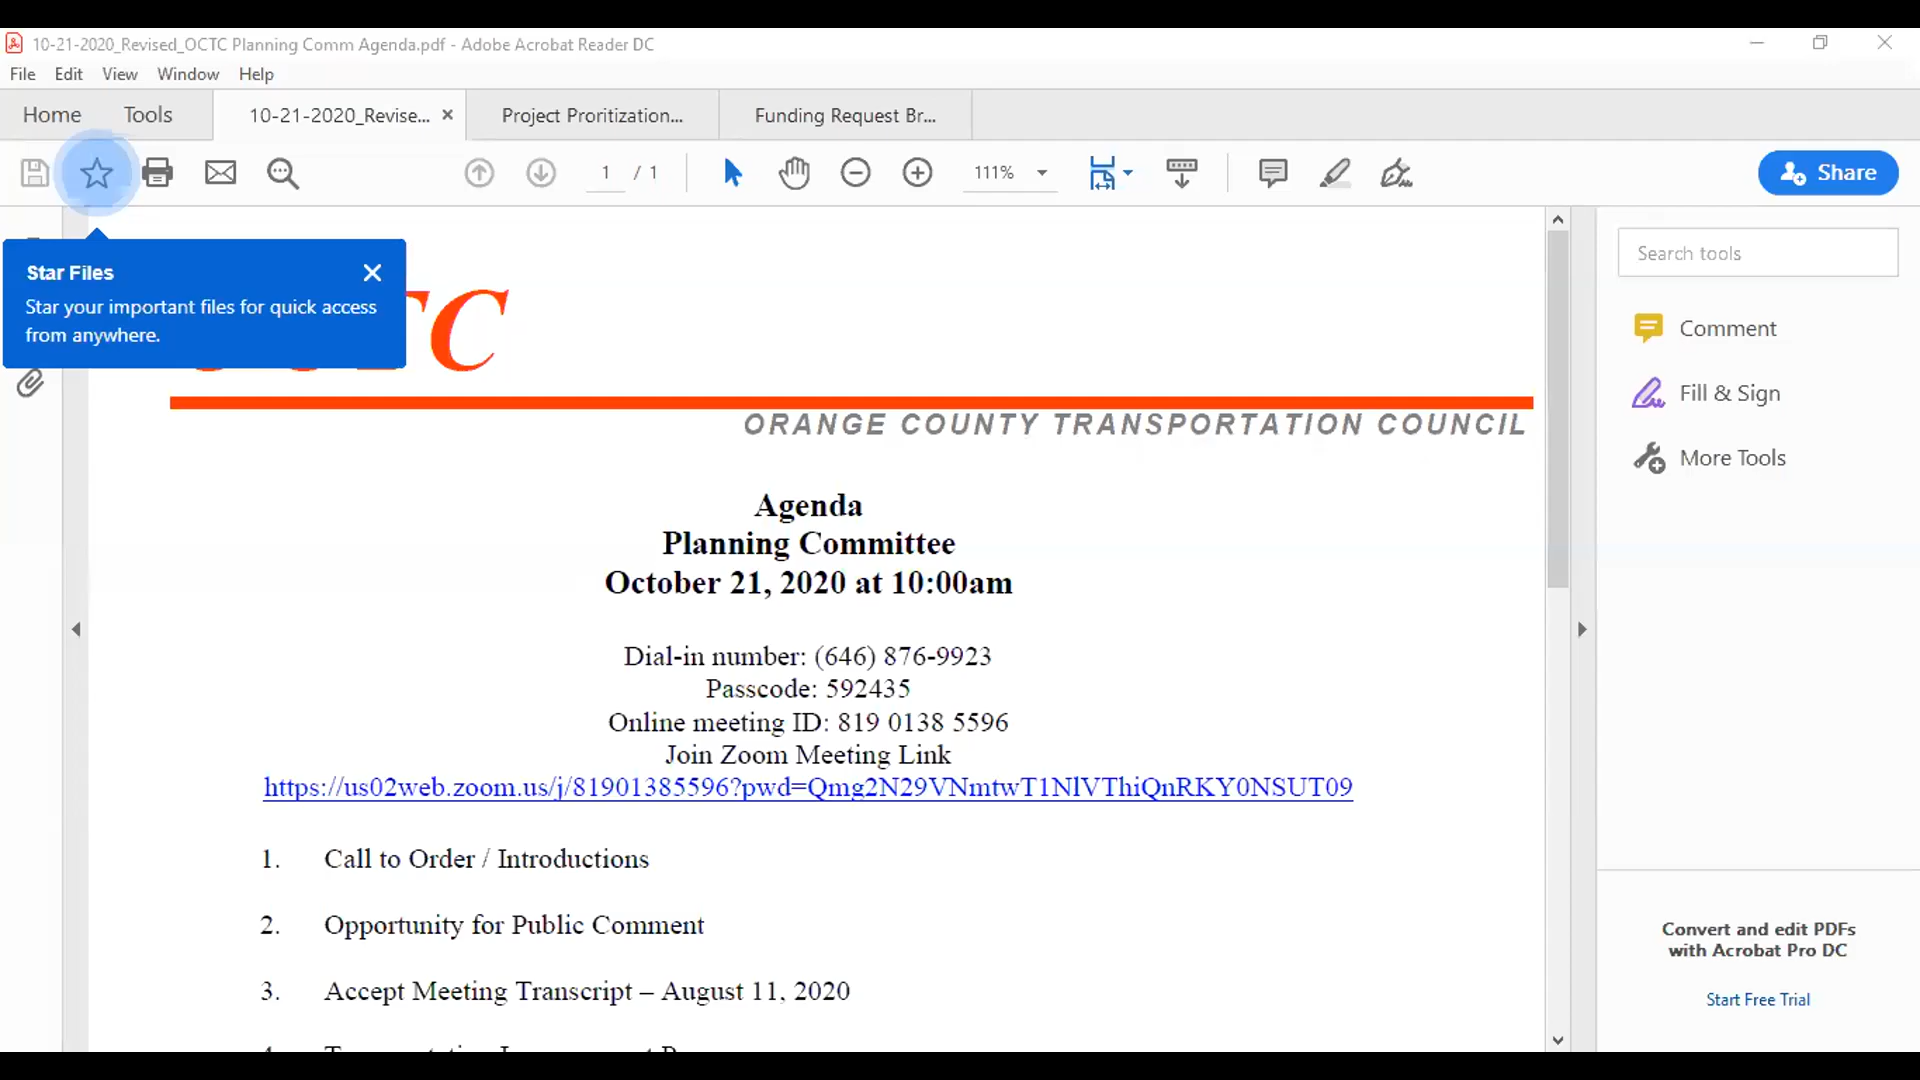 10-21-2020_Revised_OCTC Planning Comm Agenda.pdf - Adobe Acrobat Reader DC
File Edit View Window Help
Home Tools 10-21-2020_Revise... Project Proritization... Funding Request Br...
1 / 1 111% Share
Star Files
Star your important files for quick access
from anywhere.
TC
ORANGE COUNTY TRANSPORTATION COUNCIL
Agenda
Planning Committee
October 21, 2020 at 10:00am
Dial-in number: (646) 876-9923
Passcode: 592435
Online meeting ID: 819 0138 5596
Join Zoom Meeting Link
https://us02web.zoom.us/j/81901385596?pwd=Qmg2N29VNmtwT1NlVThiQnRKY0NSUT09
1. Call to Order / Introductions
2. Opportunity for Public Comment
3. Accept Meeting Transcript – August 11, 2020
Search tools
Comment
Fill & Sign
More Tools
Convert and edit PDFs
with Acrobat Pro DC
Start Free Trial